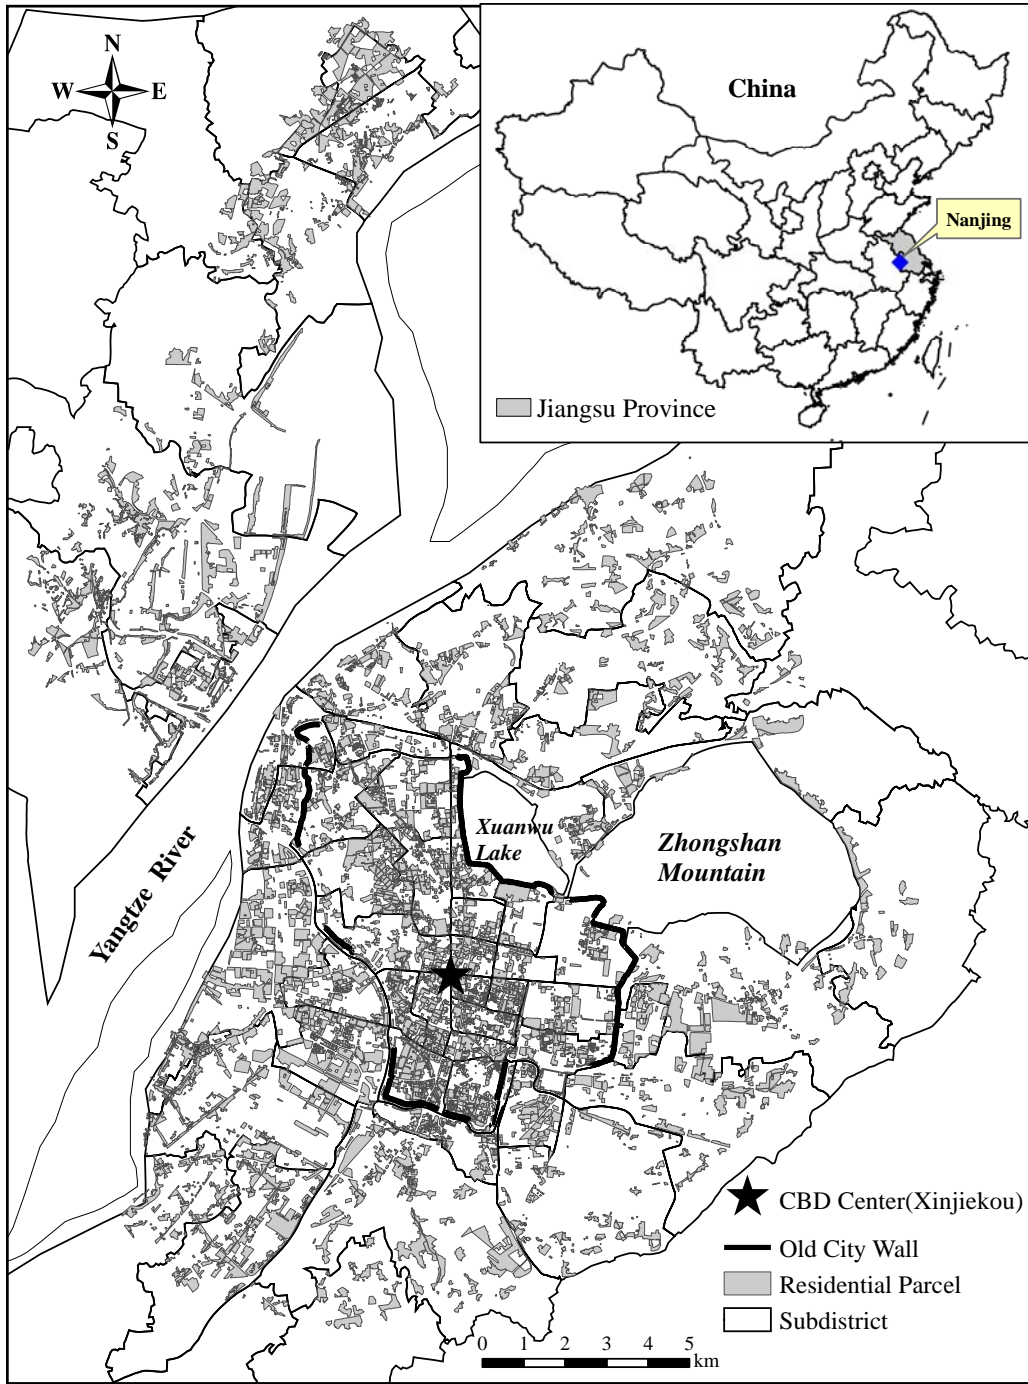 N
W E
S
China
Nanjing
Jiangsu Province
Xuanwu
Lake
Zhongshan
Mountain
Yangtze River
CBD Center(Xinjiekou)
Old City Wall
Residential Parcel
Subdistrict
0 1 2 3 4 5
km